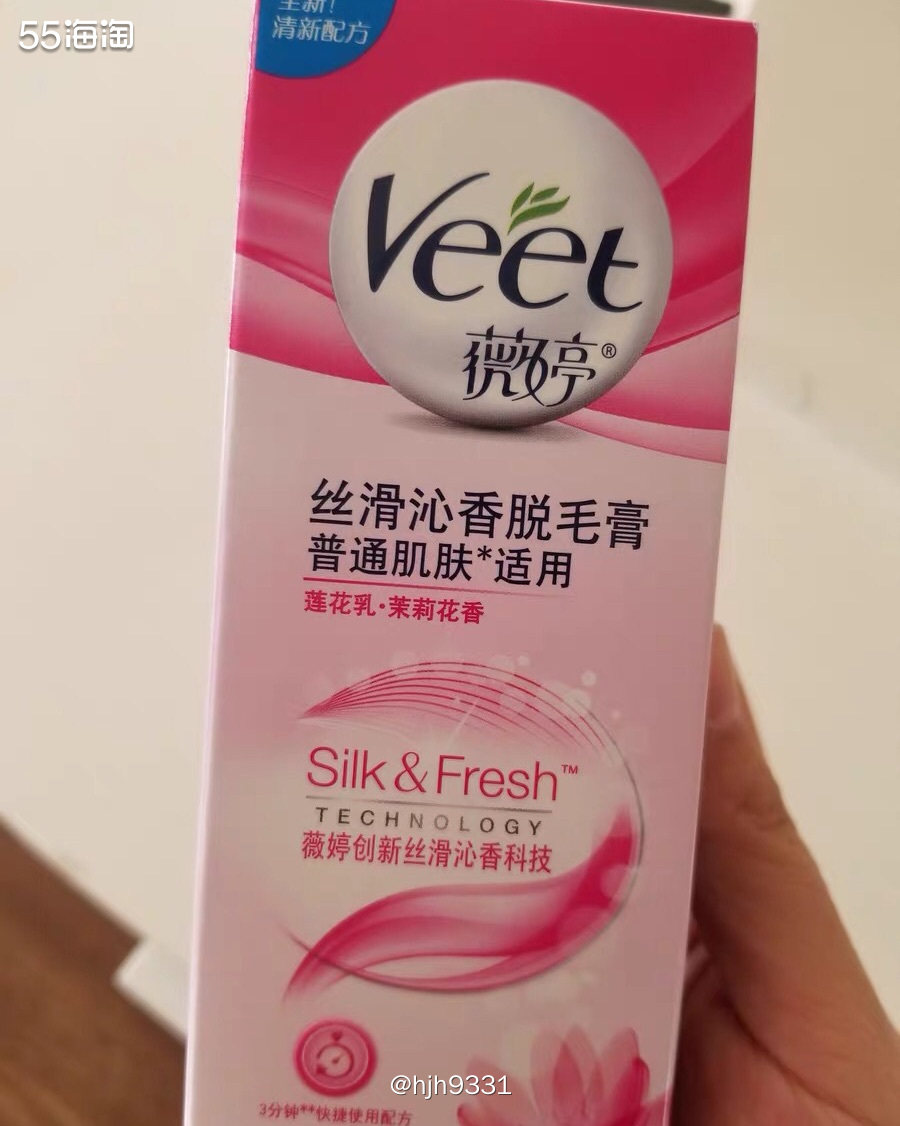 55海淘
全新!
清新配方
Veet
薇婷®
丝滑沁香脱毛膏
普通肌肤*适用
莲花乳·茉莉花香
Silk & Fresh™
TECHNOLOGY
薇婷创新丝滑沁香科技
3分钟**快捷使用配方
@hjh9331